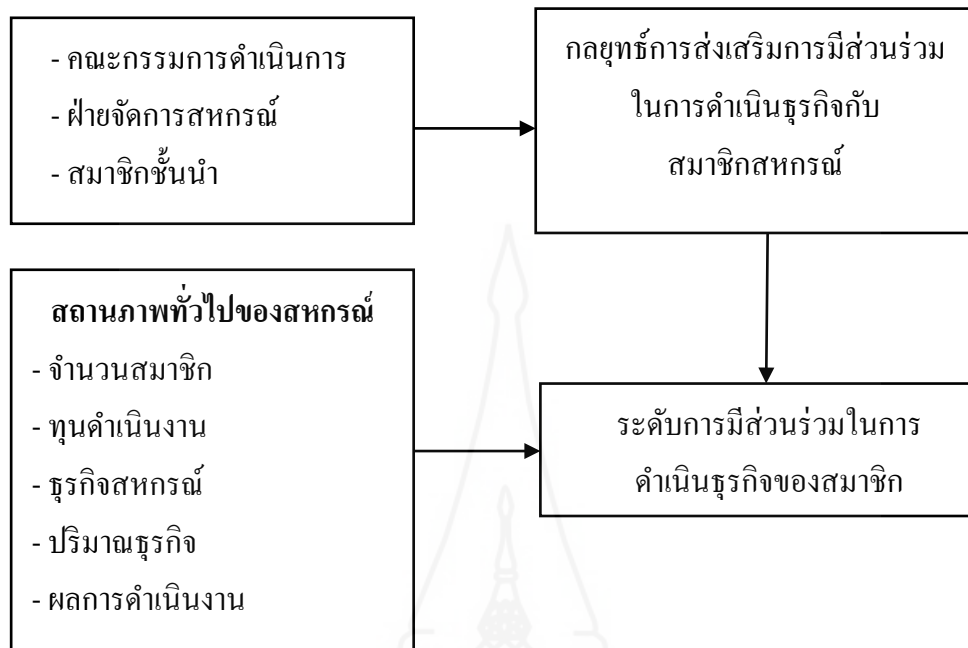 - คณะกรรมการดำเนินการ
- ฝ่ายจัดการสหกรณ์
- สมาชิกชั้นนำ
กลยุทธ์การส่งเสริมการมีส่วนร่วม
ในการดำเนินธุรกิจกับ
สมาชิกสหกรณ์
สถานภาพทั่วไปของสหกรณ์
- จำนวนสมาชิก
- ทุนดำเนินงาน
- ธุรกิจสหกรณ์
- ปริมาณธุรกิจ
- ผลการดำเนินงาน
ระดับการมีส่วนร่วมในการ
ดำเนินธุรกิจของสมาชิก